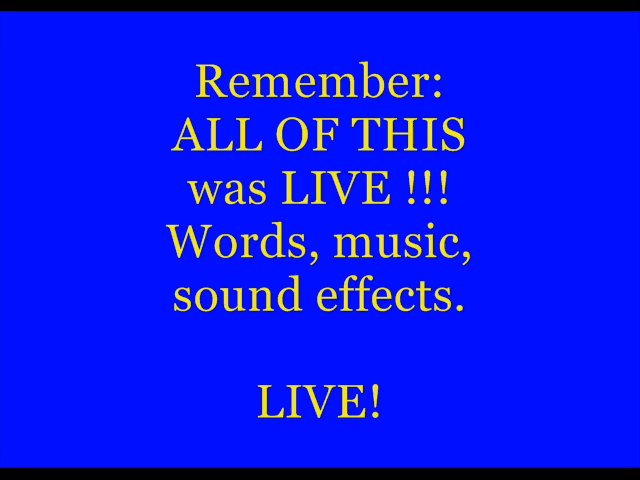 Remember:
ALL OF THIS
was LIVE !!!
Words, music,
sound effects.
LIVE!